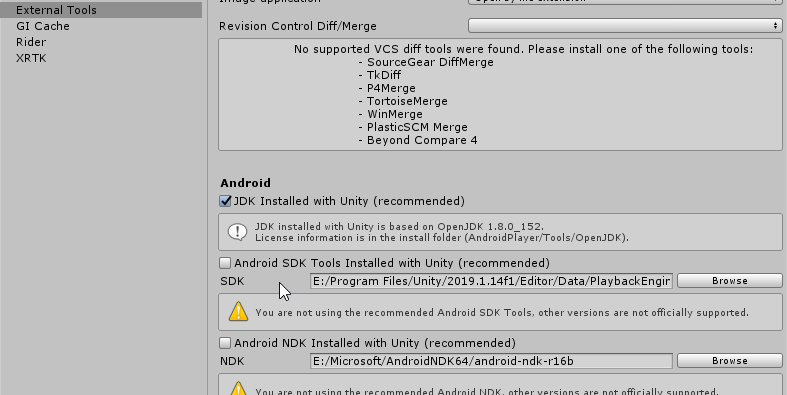 External Tools
GI Cache
Rider
XRTK
Image application
Open by file extension
Revision Control Diff/Merge
No supported VCS diff tools were found. Please install one of the following tools:
- SourceGear DiffMerge
- TkDiff
- P4Merge
- TortoiseMerge
- WinMerge
- PlasticSCM Merge
- Beyond Compare 4
Android
JDK Installed with Unity (recommended)
JDK installed with Unity is based on OpenJDK 1.8.0_152.
License information is in the install folder (AndroidPlayer/Tools/OpenJDK).
Android SDK Tools Installed with Unity (recommended)
SDK E:/Program Files/Unity/2019.1.14f1/Editor/Data/PlaybackEngin Browse
You are not using the recommended Android SDK Tools, other versions are not officially supported.
Android NDK Installed with Unity (recommended)
NDK E:/Microsoft/AndroidNDK64/android-ndk-r16b Browse
You are not using the recommended Android NDK, other versions are not officially supported.